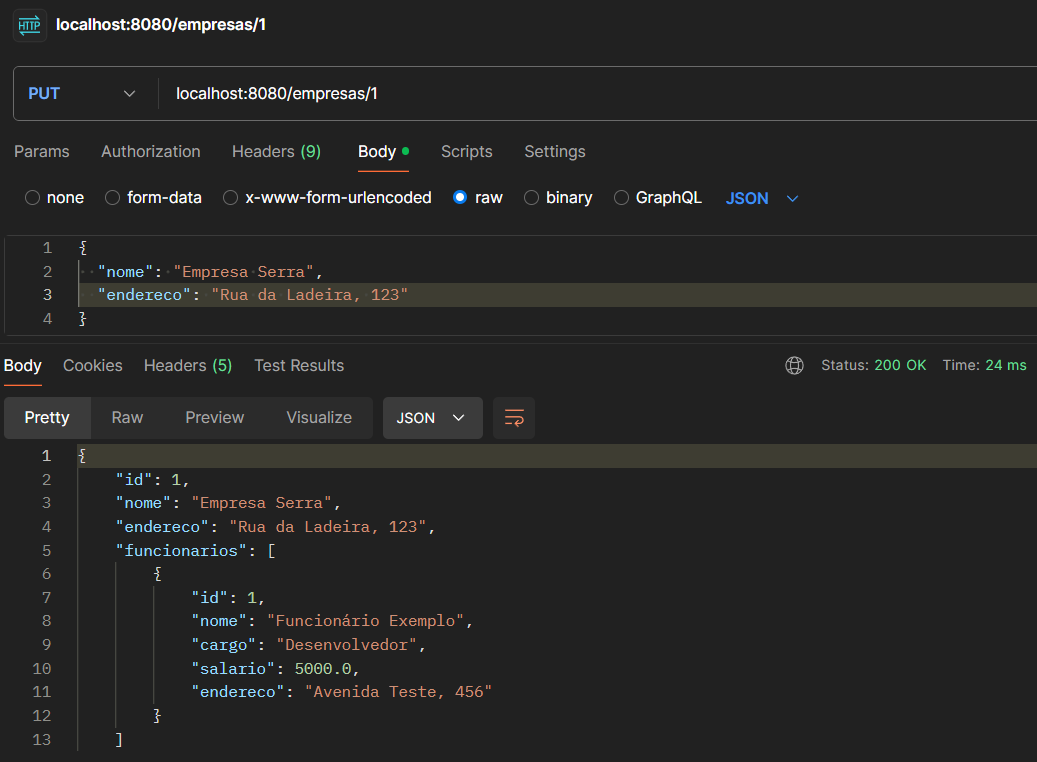 HTTP localhost:8080/empresas/1
PUT localhost:8080/empresas/1
Params Authorization Headers (9) Body Scripts Settings
none form-data x-www-form-urlencoded raw binary GraphQL JSON
1 {
2 "nome": "Empresa Serra",
3 "endereco": "Rua da Ladeira, 123"
4 }
Body Cookies Headers (5) Test Results Status: 200 OK Time: 24 ms
Pretty Raw Preview Visualize JSON
1 {
2 "id": 1,
3 "nome": "Empresa Serra",
4 "endereco": "Rua da Ladeira, 123",
5 "funcionarios": [
6 {
7 "id": 1,
8 "nome": "Funcionário Exemplo",
9 "cargo": "Desenvolvedor",
10 "salario": 5000.0,
11 "endereco": "Avenida Teste, 456"
12 }
13 ]